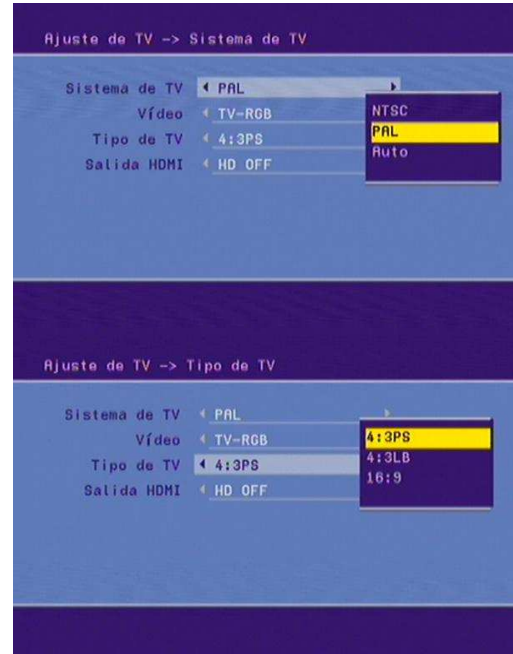 Ajuste de TV -> Sistema de TV
Sistema de TV PAL
Vídeo TV-RGB
Tipo de TV 4:3PS
Salida HDMI HD OFF
NTSC
PAL
Auto
Ajuste de TV -> Tipo de TV
Sistema de TV PAL
Vídeo TV-RGB
Tipo de TV 4:3PS
Salida HDMI HD OFF
4:3PS
4:3LB
16:9